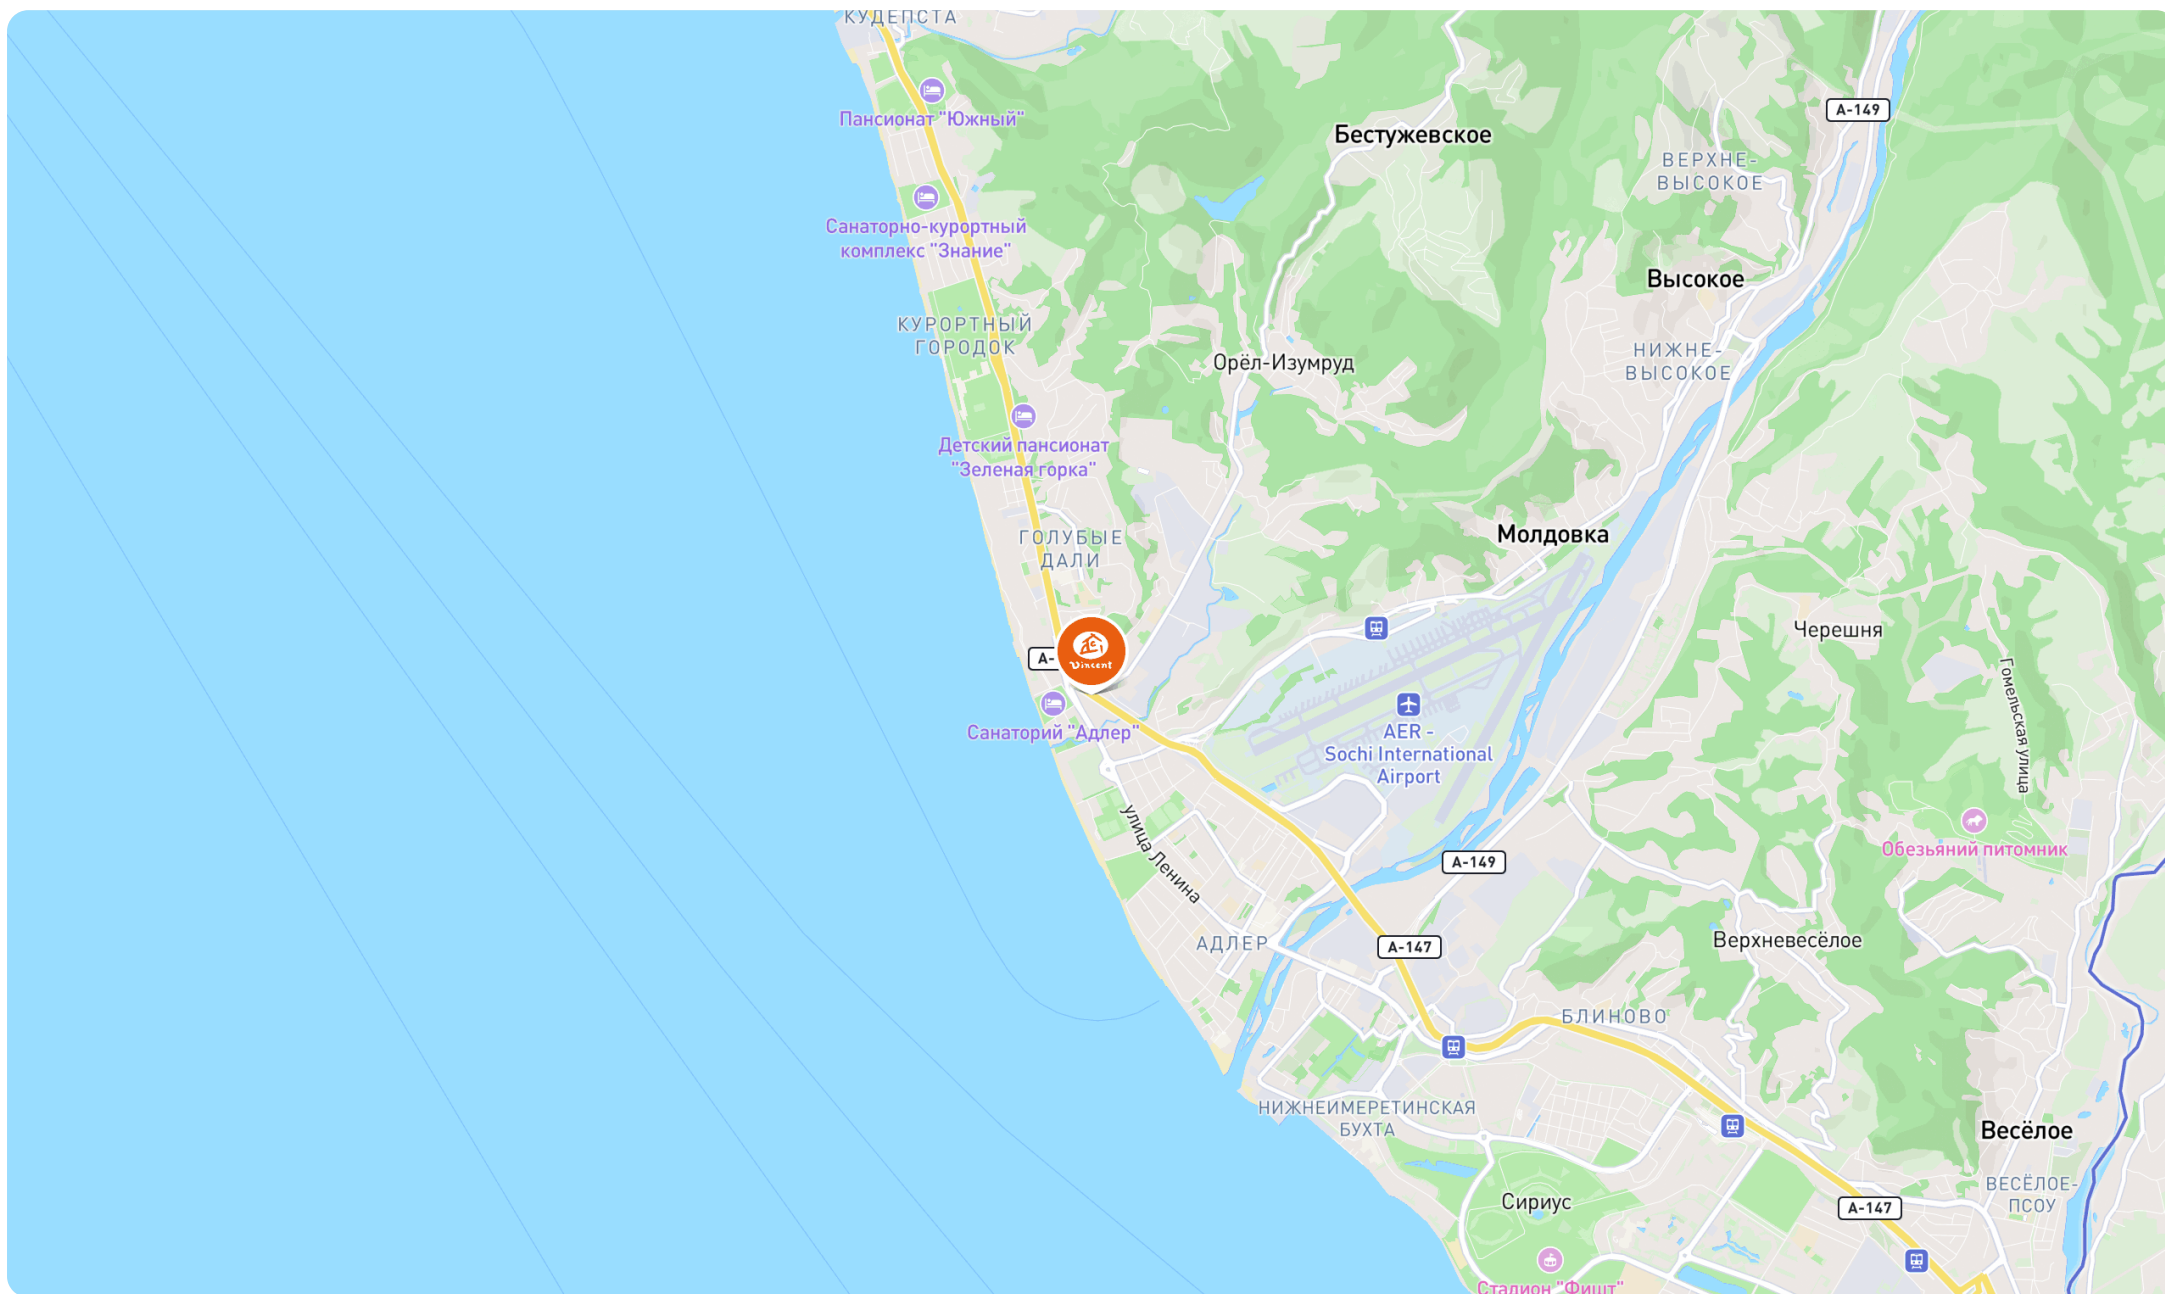 КУДЕПСТА
Пансионат "Южный"
А-149
Бестужевское
ВЕРХНЕ-
ВЫСОКОЕ
Санаторно-курортный
комплекс "Знание"
Высокое
КУРОРТНЫЙ
ГОРОДОК
НИЖНЕ-
ВЫСОКОЕ
Орёл-Изумруд
Детский пансионат
"Зеленая горка"
Молдовка
ГОЛУБЫЕ
ДАЛИ
Черешня
Vincent
А-
Гомельская улица
Санаторий "Адлер"
AER -
Sochi International
Airport
улица Ленина
Обезьяний питомник
А-149
АДЛЕР
А-147
Верхневесёлое
БЛИНОВО
НИЖНЕИМЕРЕТИНСКАЯ
БУХТА
Весёлое
ВЕСЁЛОЕ-
ПСОУ
Сириус
А-147
Стадион "Фишт"